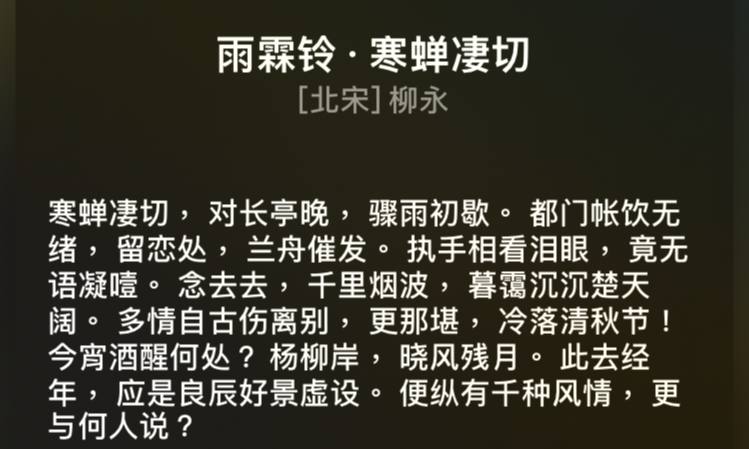 雨霖铃·寒蝉凄切
[北宋]柳永
寒蝉凄切，对长亭晚，骤雨初歇。都门帐饮无
绪，留恋处，兰舟催发。执手相看泪眼，竟无
语凝噎。念去去，千里烟波，暮霭沉沉楚天
阔。多情自古伤离别，更那堪，冷落清秋节！
今宵酒醒何处？杨柳岸，晓风残月。此去经
年，应是良辰好景虚设。便纵有千种风情，更
与何人说？